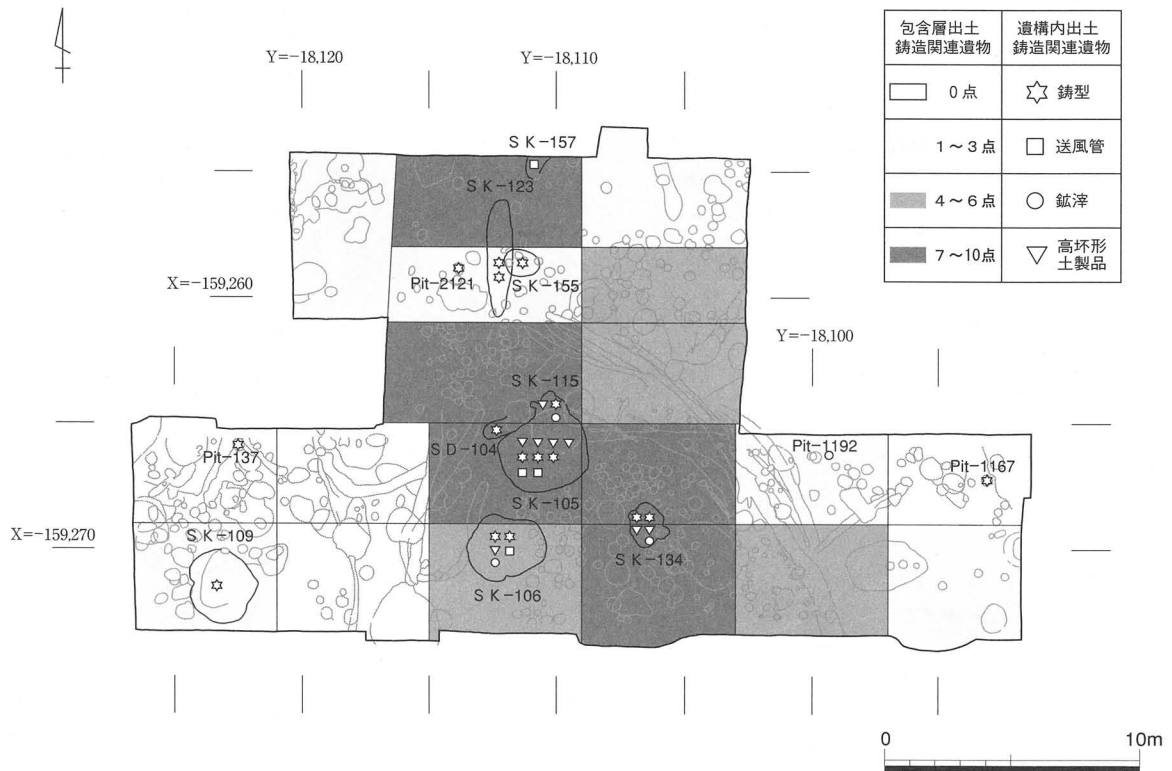 Y=-18,120
Y=-18,110
包含層出土
鋳造関連遺物
遺構内出土
鋳造関連遺物
0点
鋳型
1～3点
送風管
4～6点
鉱滓
7～10点
高坏形
土製品
SK-157
SK-123
Pit-2121
SK-155
X=-159,260
Y=-18,100
SK-115
SD-104
Pit-137
Pit-1192
Pit-1167
SK-105
X=-159,270
SK-109
SK-134
SK-106
0
10m